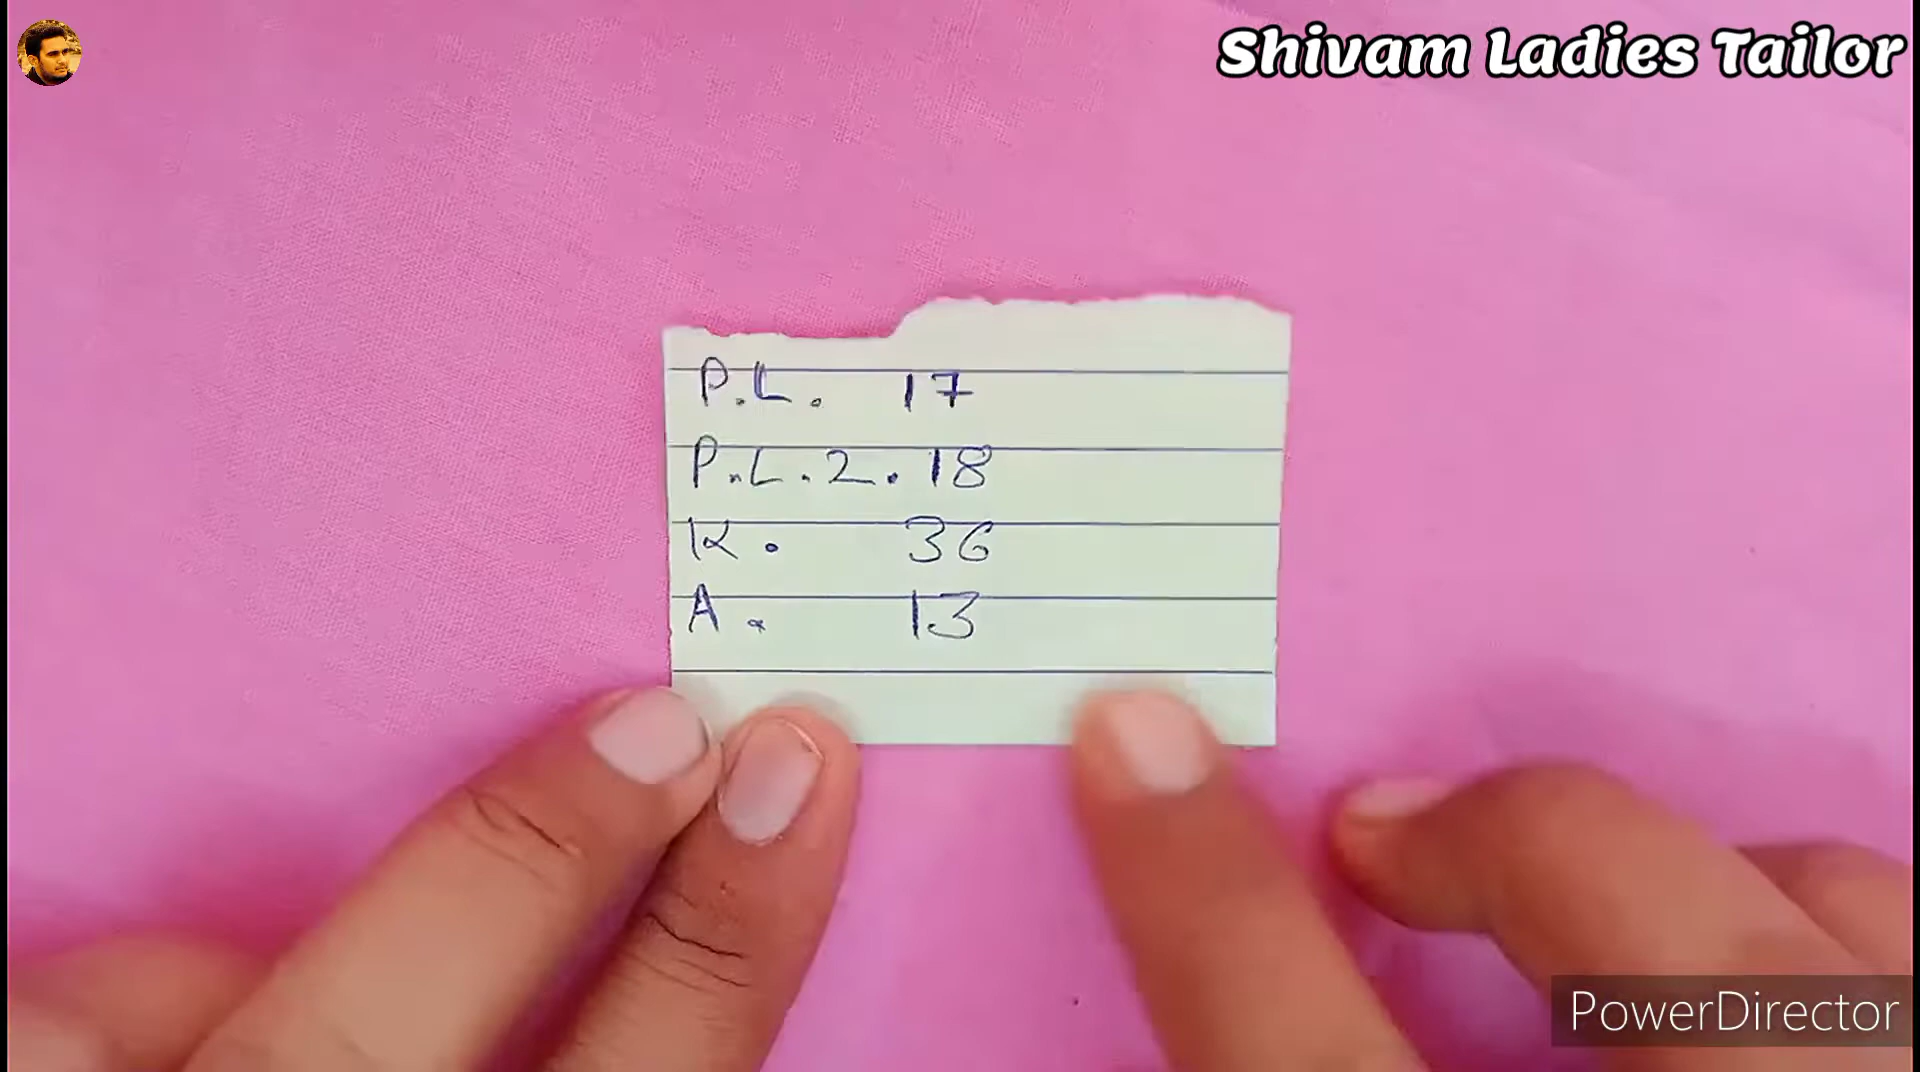 Shivam Ladies Tailor
P.L. 17
P.L.2. 18
K. 36
A. 13
PowerDirector